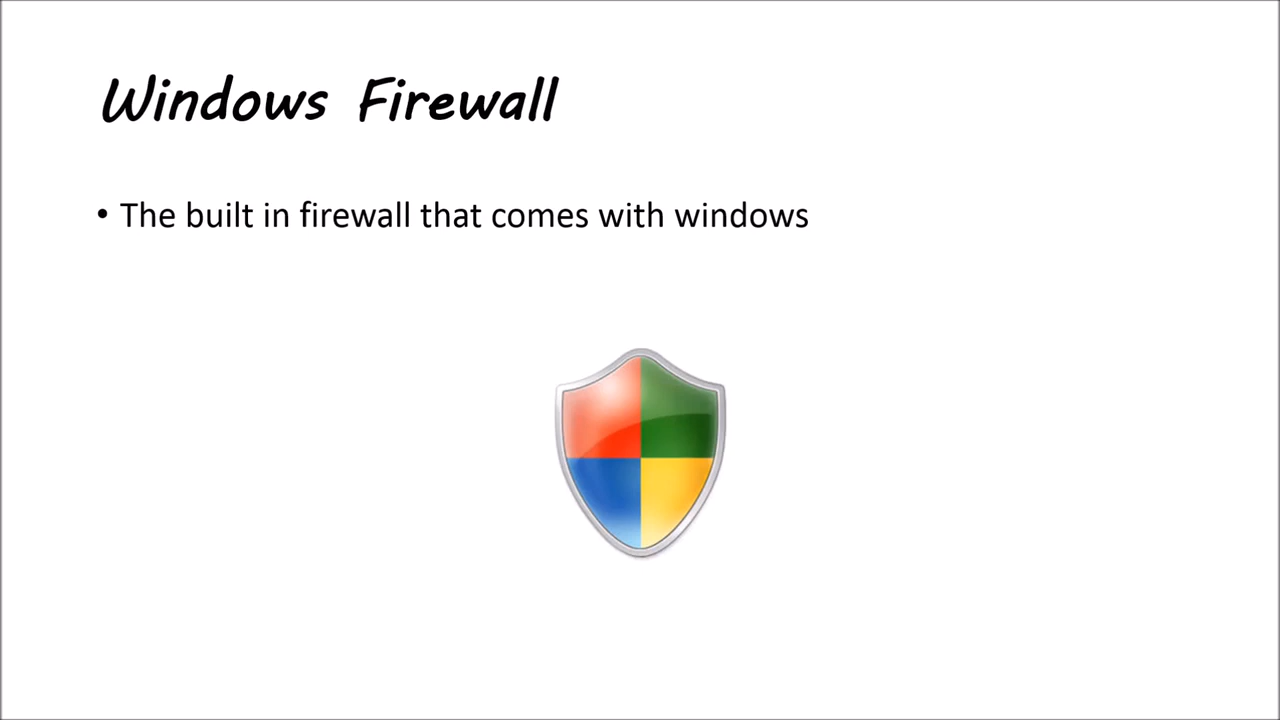 Windows Firewall
• The built in firewall that comes with windows